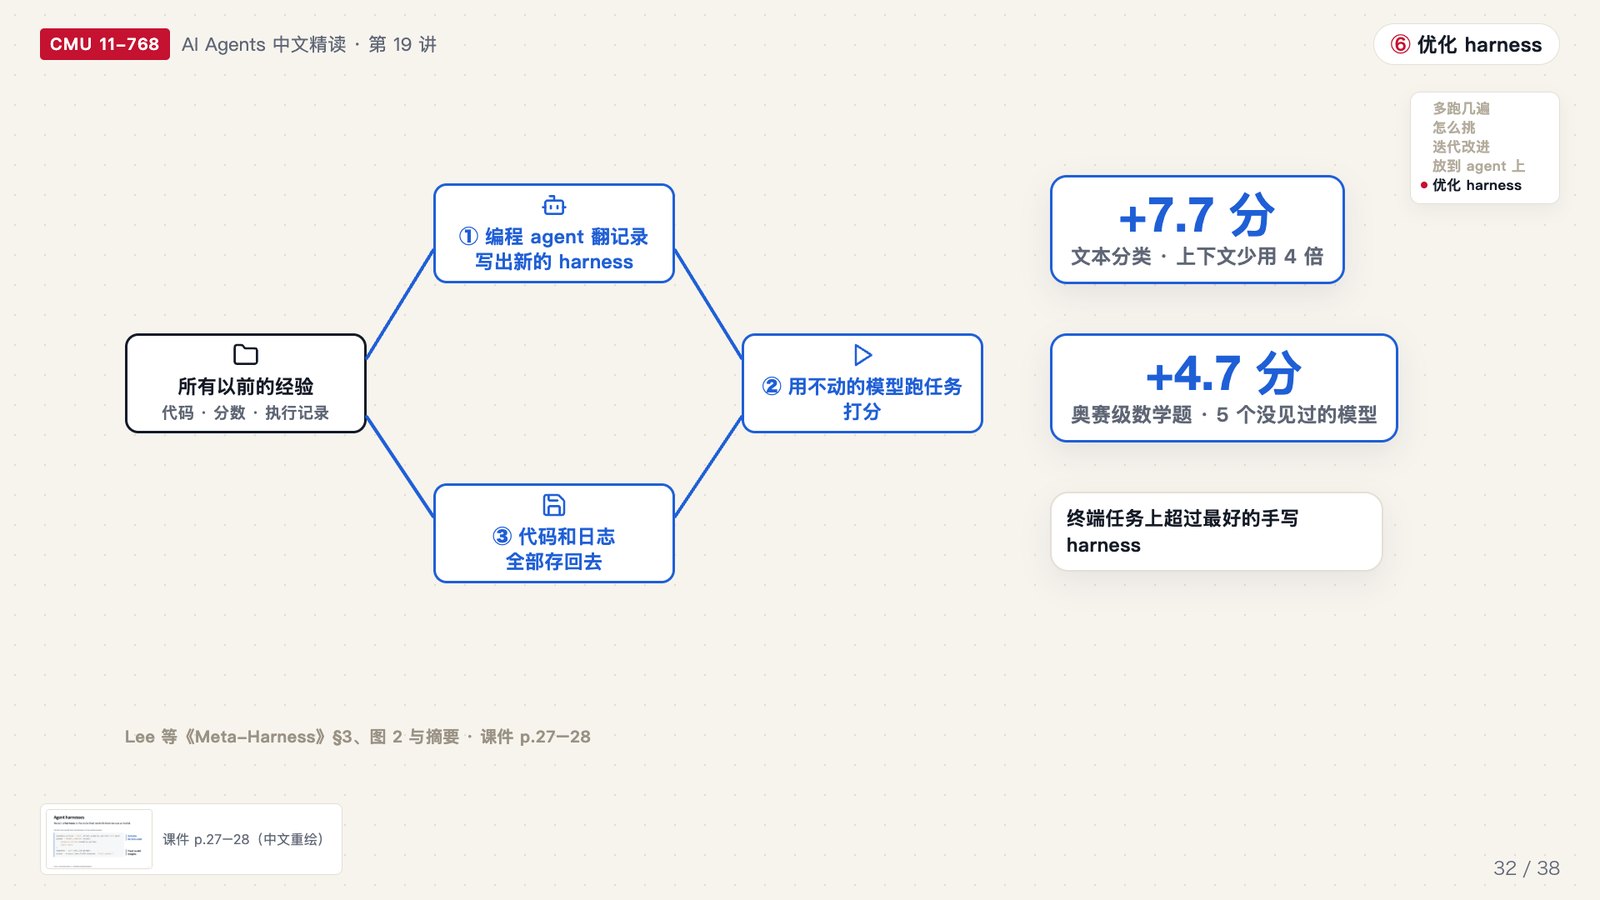 CMU 11-768
AI Agents 中文精读 · 第 19 讲
⑥ 优化 harness
多跑几遍
怎么挑
迭代改进
放到 agent 上
优化 harness
① 编程 agent 翻记录
写出新的 harness
所有以前的经验
代码 · 分数 · 执行记录
② 用不动的模型跑任务
打分
③ 代码和日志
全部存回去
+7.7 分
文本分类 · 上下文少用 4 倍
+4.7 分
奥赛级数学题 · 5 个没见过的模型
终端任务上超过最好的手写
harness
Lee 等《Meta-Harness》§3、图 2 与摘要 · 课件 p.27—28
Agent harnesses
课件 p.27—28（中文重绘）
32 / 38